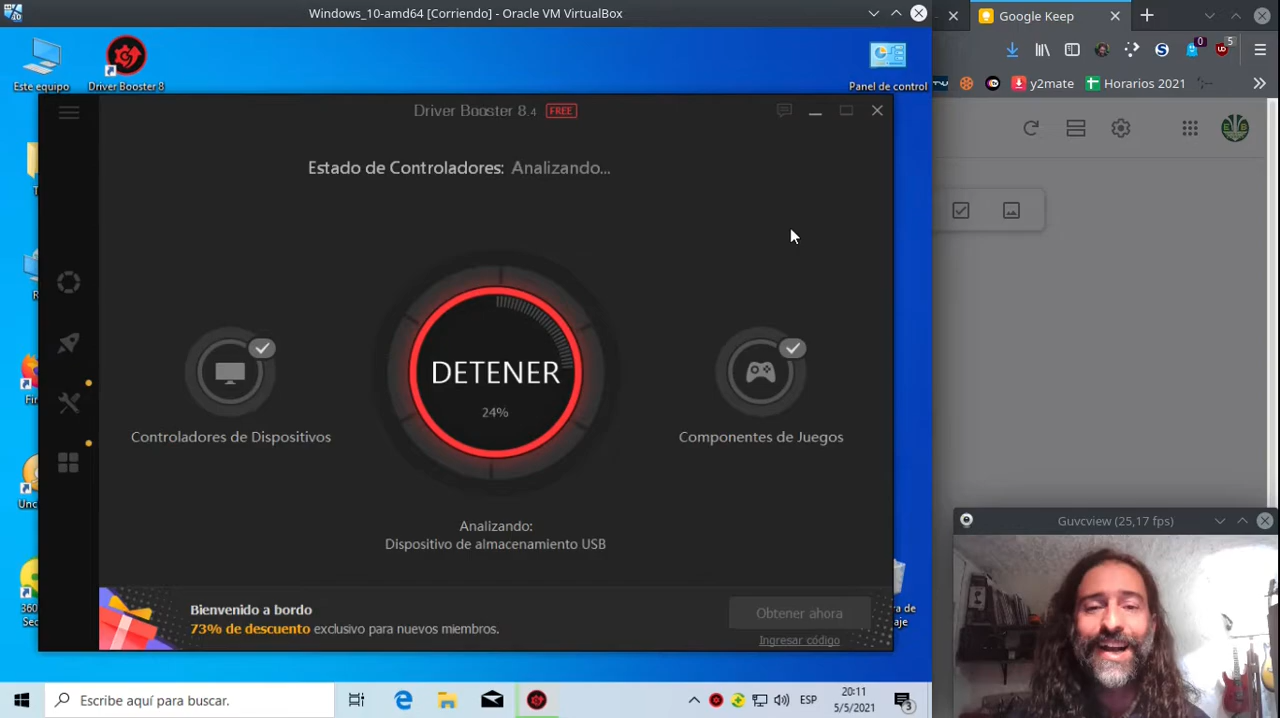 Windows_10-amd64 [Corriendo] - Oracle VM VirtualBox
Google Keep
y2mate
Horarios 2021
0
5
Este equipo
Driver Booster 8
Panel de control
Driver Booster 8.4 FREE
Estado de Controladores: Analizando...
DETENER
24%
Controladores de Dispositivos
Componentes de Juegos
Analizando:
Dispositivo de almacenamiento USB
Bienvenido a bordo
73% de descuento exclusivo para nuevos miembros.
Obtener ahora
Ingresar código
Guvcview (25,17 fps)
Escribe aquí para buscar.
ESP
20:11
5/5/2021
3